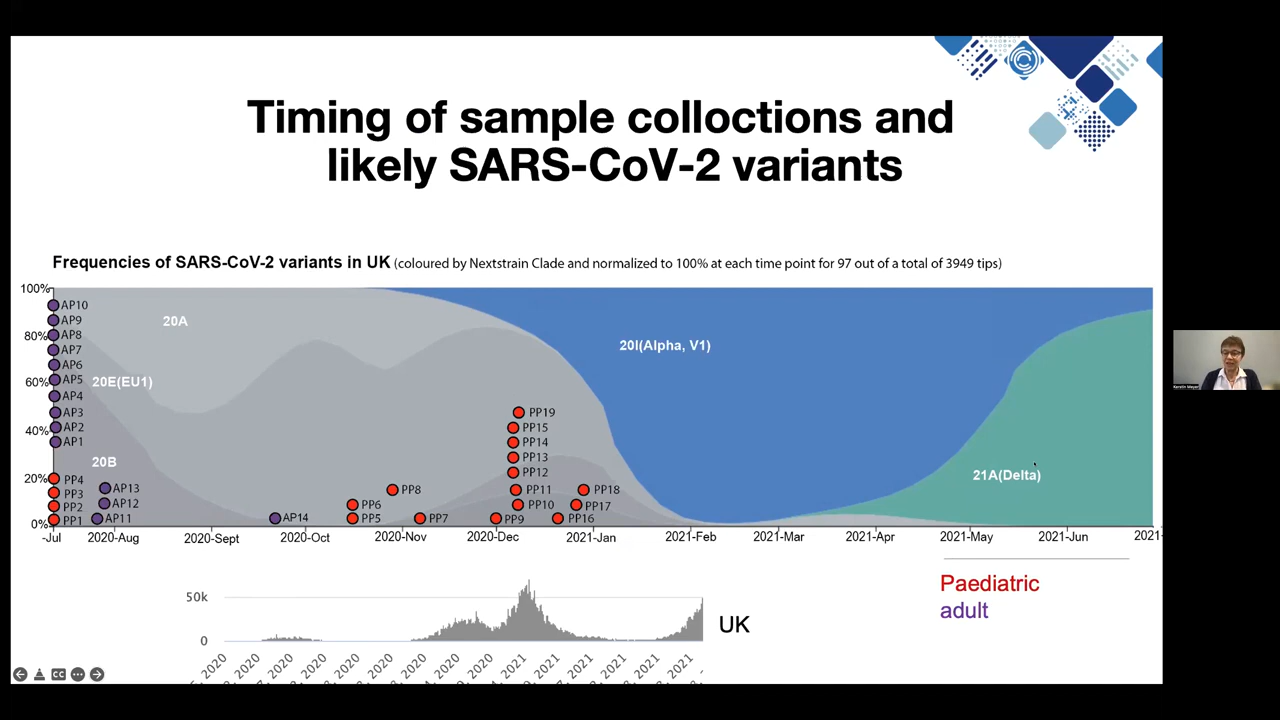 Timing of sample colloctions and
likely SARS-CoV-2 variants
Frequencies of SARS-CoV-2 variants in UK (coloured by Nextstrain Clade and normalized to 100% at each time point for 97 out of a total of 3949 tips)
100%
80%
60%
40%
20%
0%
AP10
AP9
AP8
AP7
AP6
AP5
AP4
AP3
AP2
AP1
PP4
PP3
PP2
PP1
20A
20E(EU1)
20B
AP13
AP12
AP11
AP14
PP6
PP5
PP8
PP7
PP19
PP15
PP14
PP13
PP12
PP11
PP10
PP9
PP18
PP17
PP16
20I(Alpha, V1)
21A(Delta)
-Jul 2020-Aug 2020-Sept 2020-Oct 2020-Nov 2020-Dec 2021-Jan 2021-Feb 2021-Mar 2021-Apr 2021-May 2021-Jun 2021-
Paediatric
adult
50k
0
UK
Kerstin Meyer